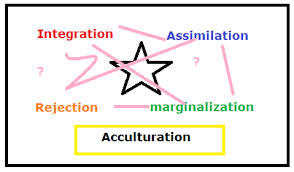 Integration
Assimilation
?
?
Rejection
marginalization
Acculturation